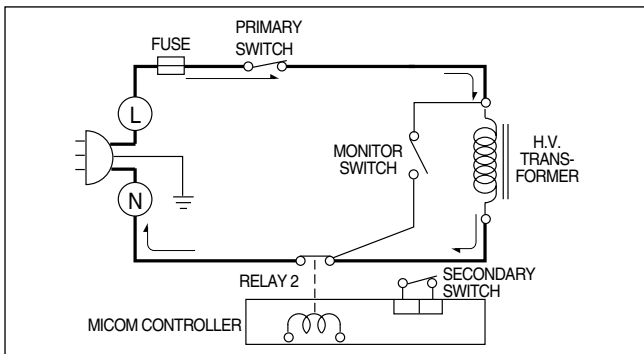 PRIMARY
SWITCH
FUSE
L
MONITOR
SWITCH
H.V.
TRANS-
FORMER
N
RELAY 2
SECONDARY
SWITCH
MICOM CONTROLLER